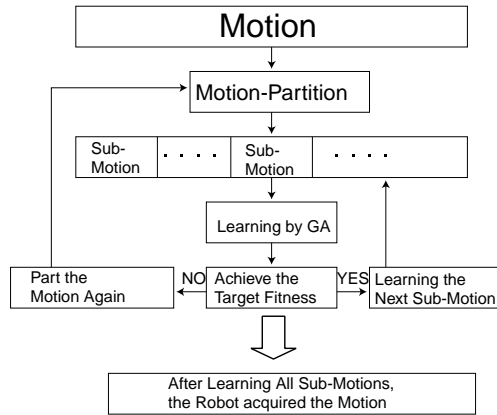 Motion
Motion-Partition
Sub-
Motion
. . . .
Sub-
Motion
. . . .
Learning by GA
Part the
Motion Again
NO
Achieve the
Target Fitness
YES
Learning the
Next Sub-Motion
After Learning All Sub-Motions,
the Robot acquired the Motion